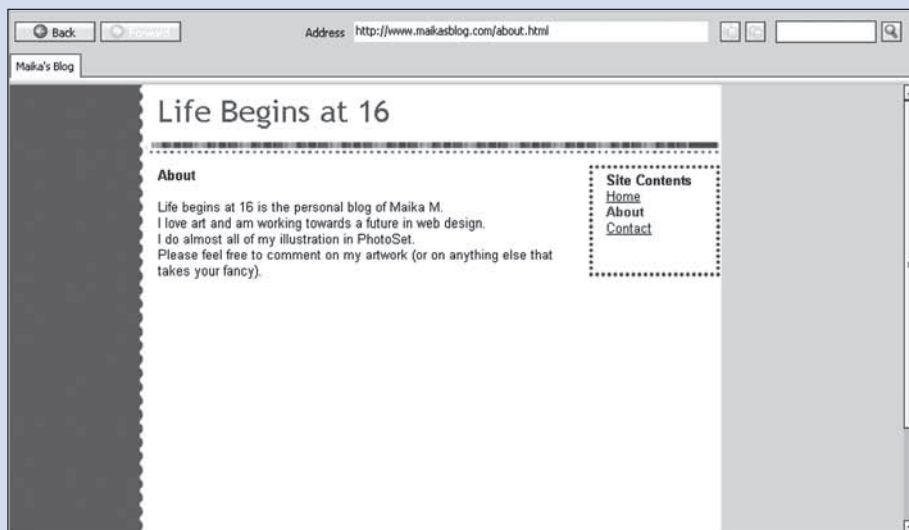 Back Forward Address http://www.maikasblog.com/about.html
Maika's Blog
Life Begins at 16
About
Life begins at 16 is the personal blog of Maika M.
I love art and am working towards a future in web design.
I do almost all of my illustration in PhotoSet.
Please feel free to comment on my artwork (or on anything else that
takes your fancy).
Site Contents
Home
About
Contact